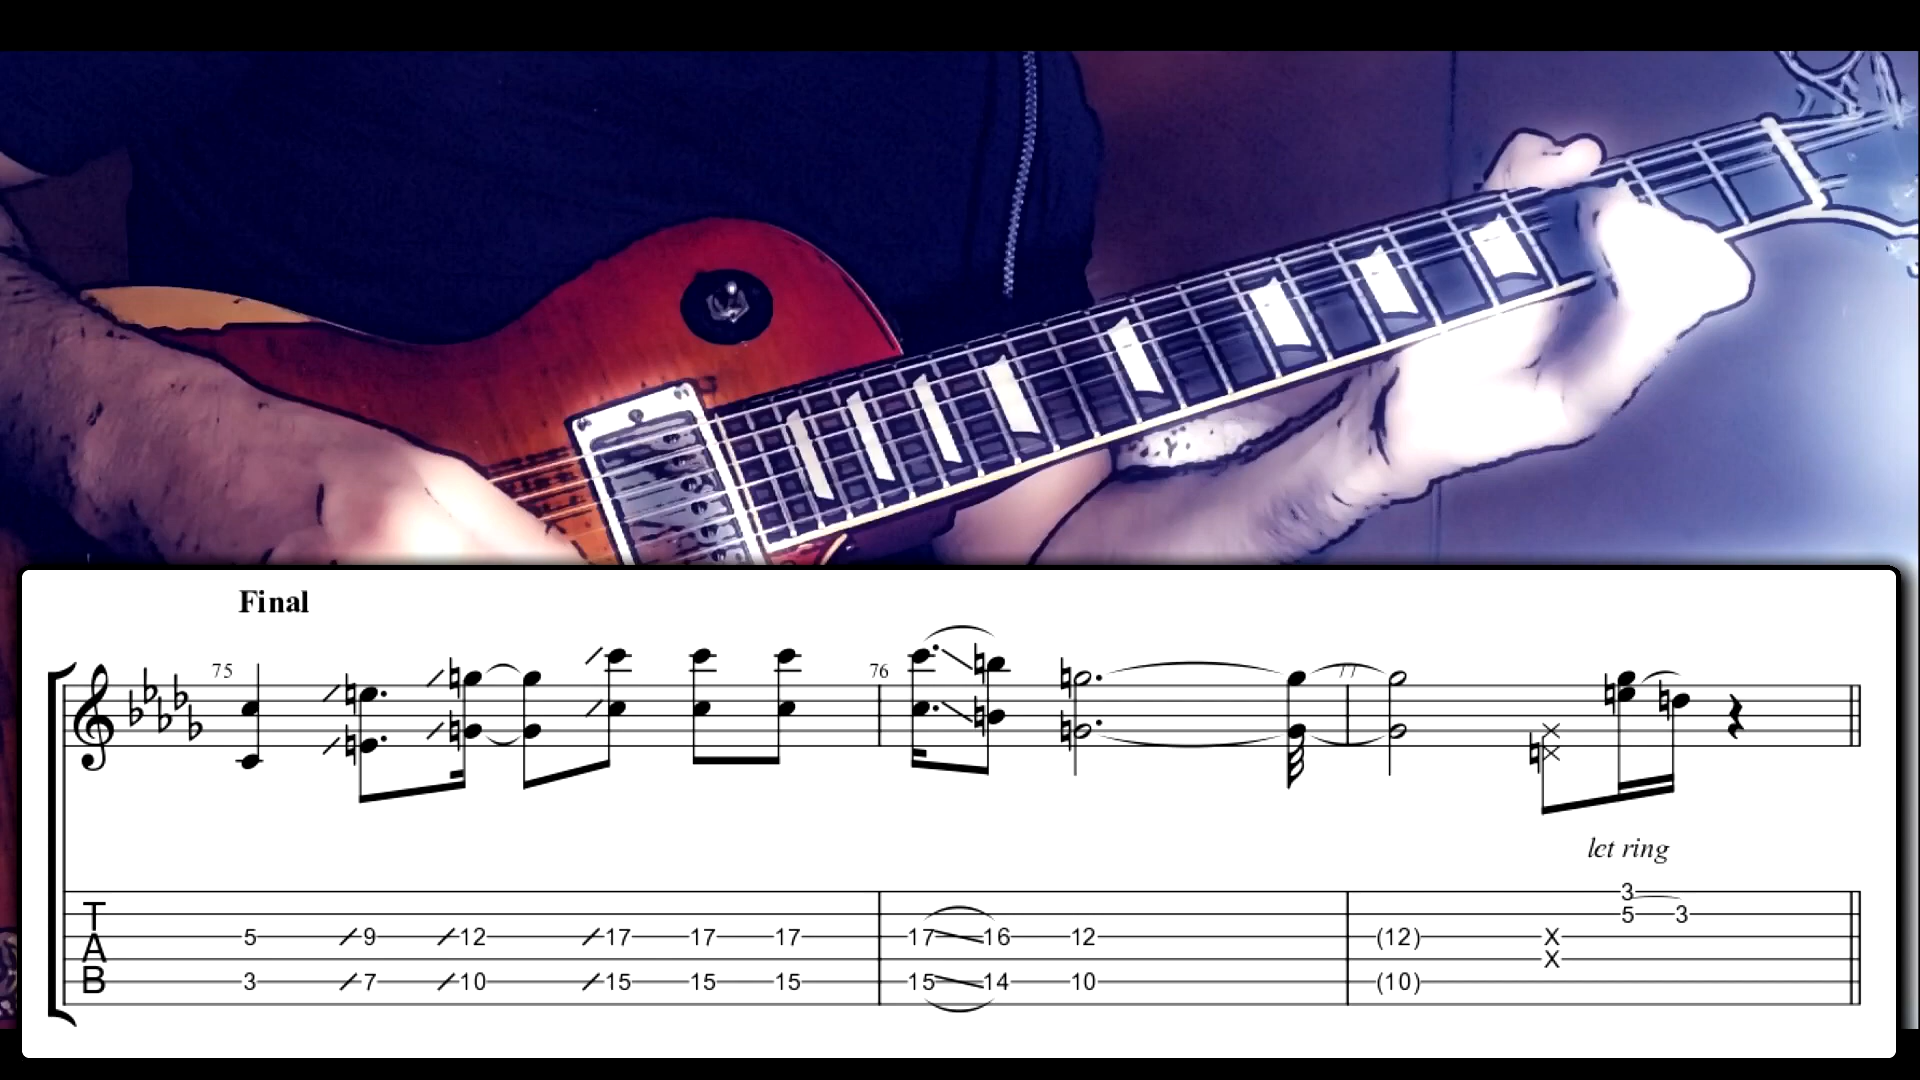 Final
75 76 77
let ring
3
T 5 3
5 9 12 17 17 17 17 16 12 (12) X
A X
B 3 7 10 15 15 15 15 14 10 (10)